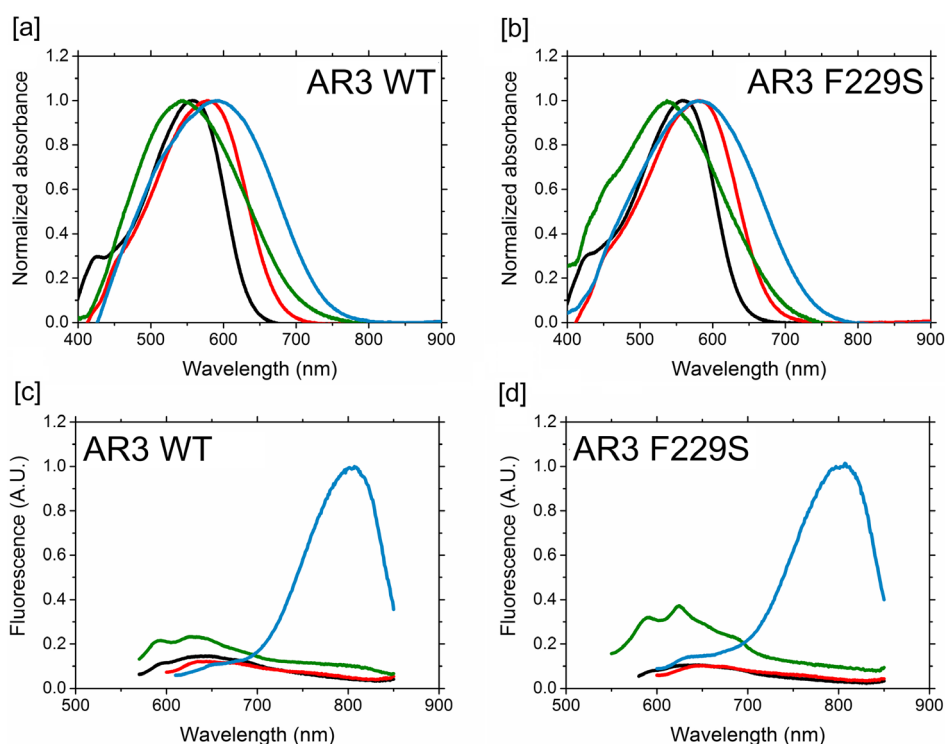 [a]
[b]
1.2
1.0
0.8
0.6
0.4
0.2
0.0
Normalized absorbance
AR3 WT
400 500 600 700 800 900
Wavelength (nm)
1.2
1.0
0.8
0.6
0.4
0.2
0.0
Normalized absorbance
AR3 F229S
400 500 600 700 800 900
Wavelength (nm)
[c]
[d]
1.2
1.0
0.8
0.6
0.4
0.2
0.0
Fluorescence (A.U.)
AR3 WT
500 600 700 800 900
Wavelength (nm)
1.2
1.0
0.8
0.6
0.4
0.2
0.0
Fluorescence (A.U.)
AR3 F229S
500 600 700 800 900
Wavelength (nm)